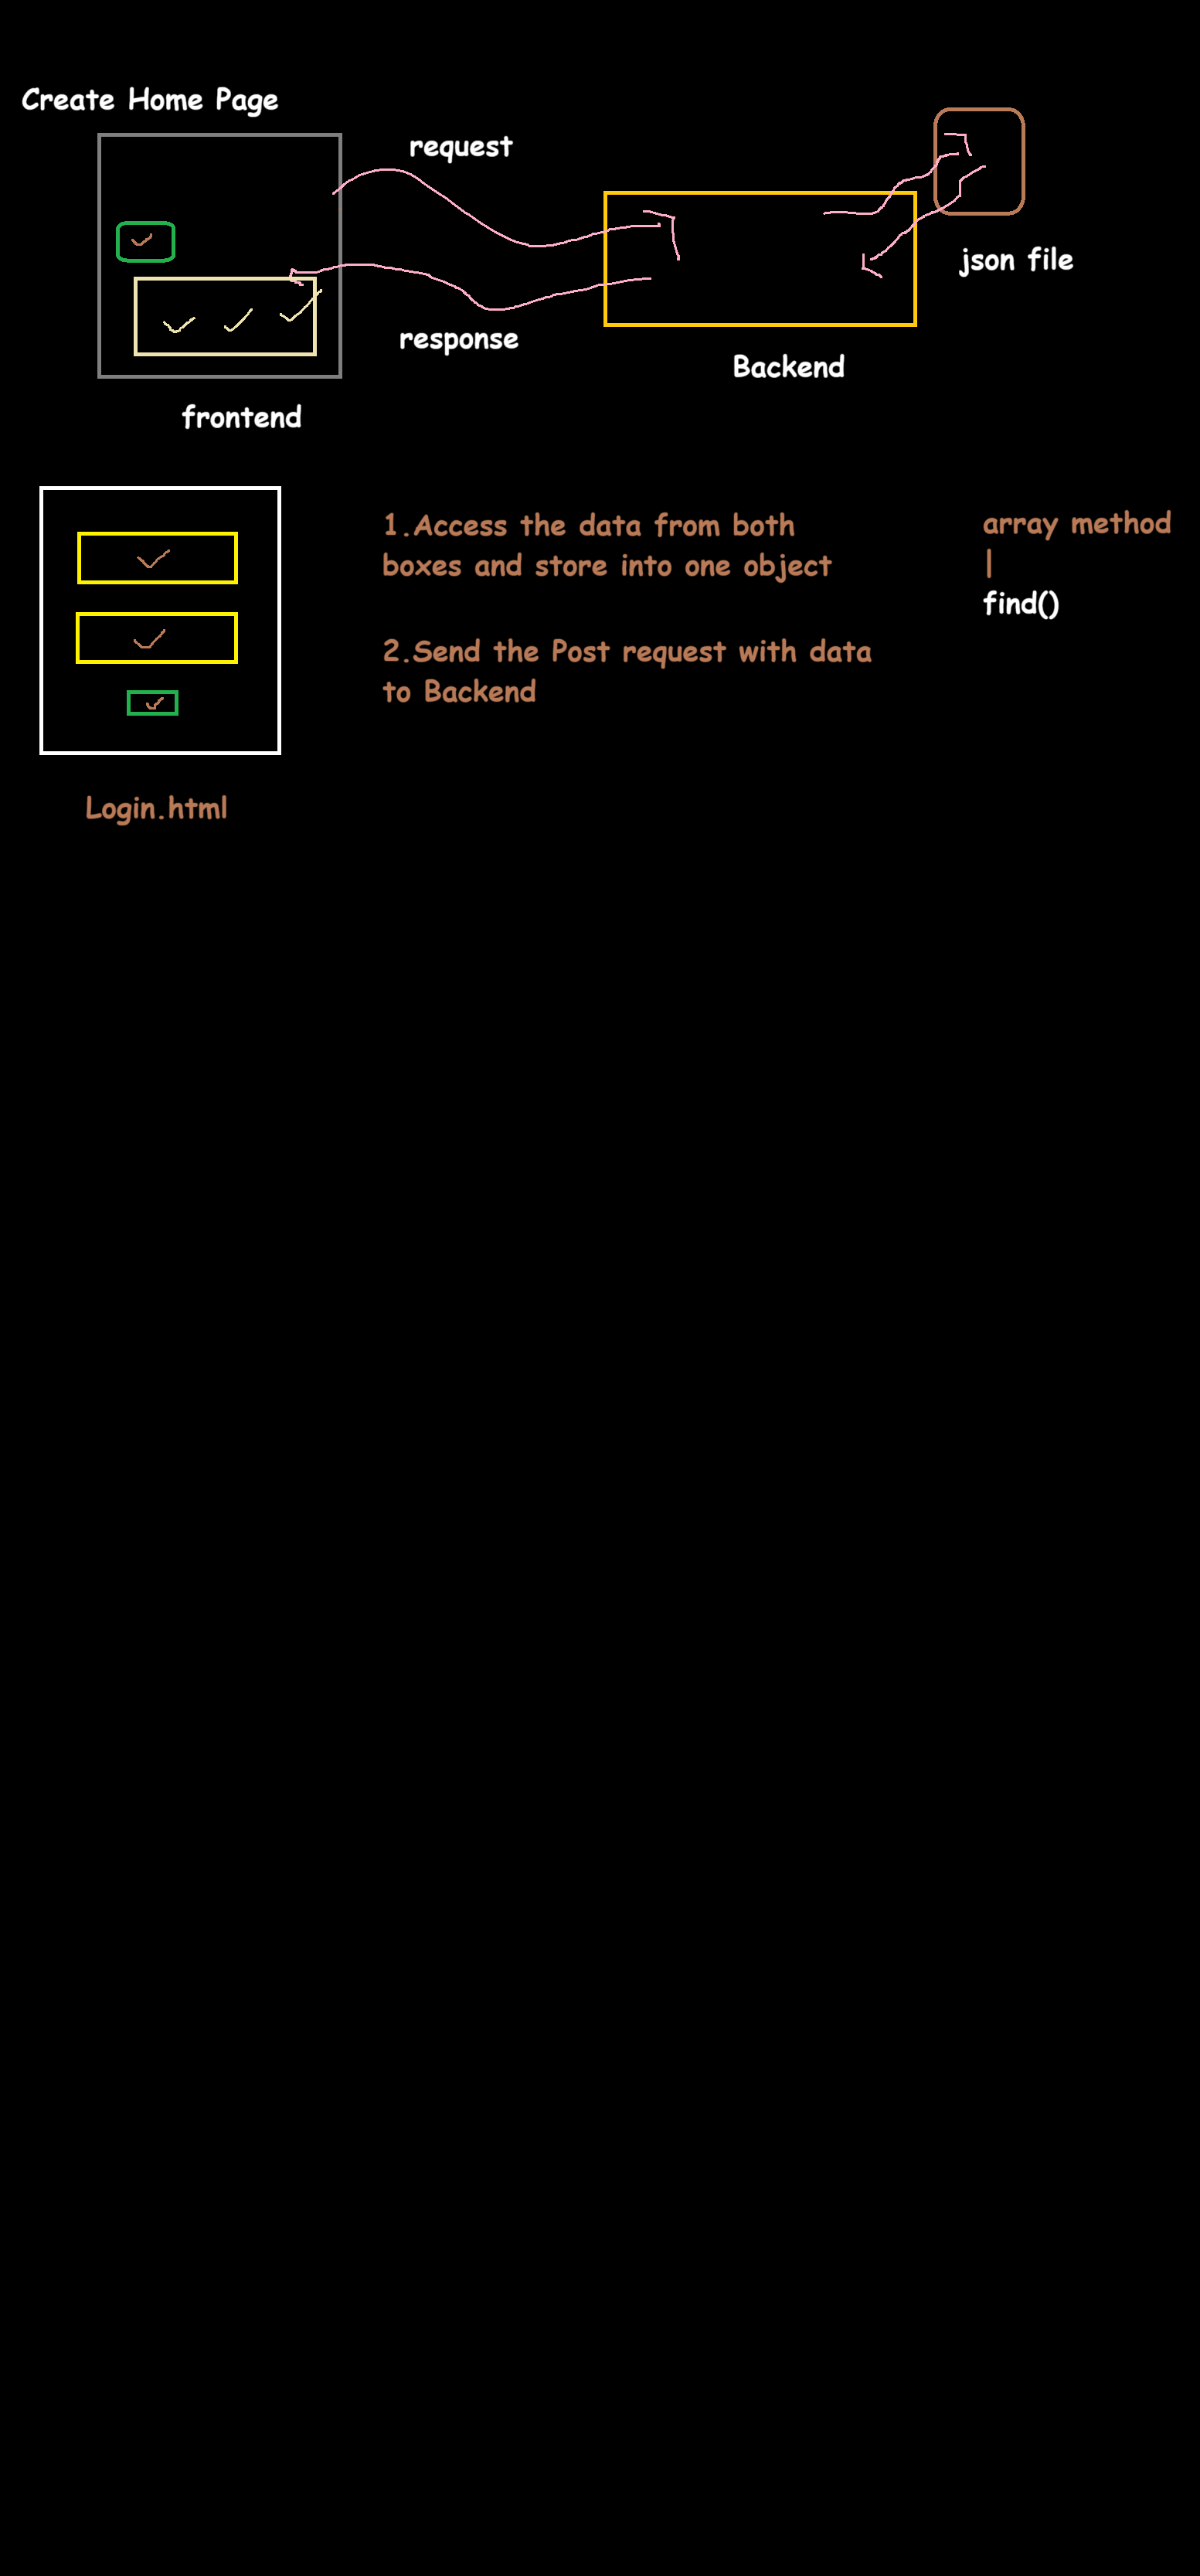 Create Home Page
request
json file
response
Backend
frontend
1.Access the data from both
boxes and store into one object
array method
|
find()
2.Send the Post request with data
to Backend
Login.html